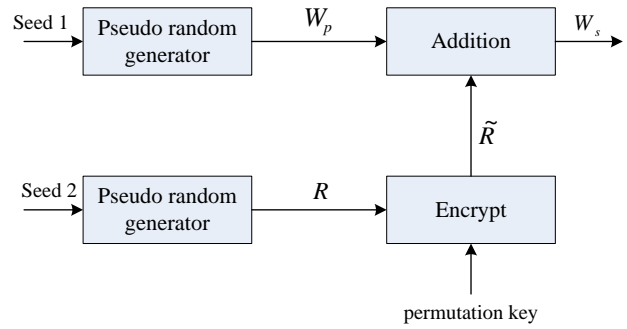 Seed 1
Pseudo random
generator
W_p
Addition
W_s
R̃
Seed 2
Pseudo random
generator
R
Encrypt
permutation key